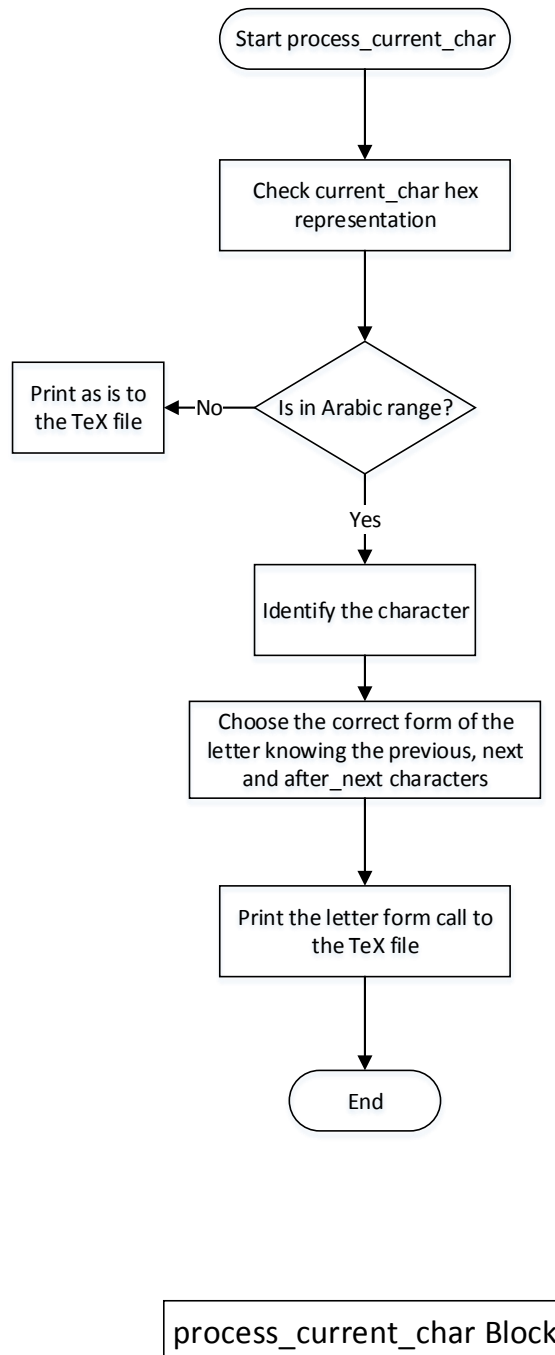 Start process_current_char
Check current_char hex
representation
Is in Arabic range?
No
Print as is to
the TeX file
Yes
Identify the character
Choose the correct form of the
letter knowing the previous, next
and after_next characters
Print the letter form call to
the TeX file
End
process_current_char Block